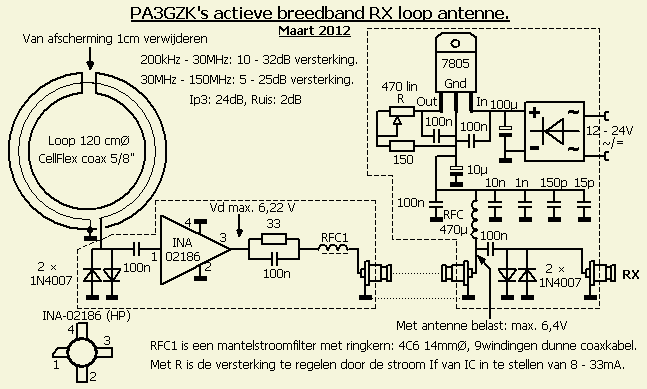 PA3GZK's actieve breedband RX loop antenne.
Maart 2012
Van afscherming 1cm verwijderen
200kHz - 30MHz: 10 - 32dB versterking.
30MHz - 150MHz: 5 - 25dB versterking.
Ip3: 24dB, Ruis: 2dB
7805
Gnd
470 lin
R
Out
In
100µ
100n
100n
150
10µ
12 - 24V
~/=
+
-
~
~
Loop 120 cmØ
CellFlex coax 5/8"
100n
10n
1n
150p
15p
RFC
470µ
100n
Vd max. 6,22 V
33
RFC1
100n
INA
02186
1
2
3
4
100n
2 ×
1N4007
2 ×
1N4007
RX
INA-02186 (HP)
4
3
1
2
Met antenne belast: max. 6,4V
RFC1 is een mantelstroomfilter met ringkern: 4C6 14mmØ, 9windingen dunne coaxkabel.
Met R is de versterking te regelen door de stroom If van IC in te stellen van 8 - 33mA.